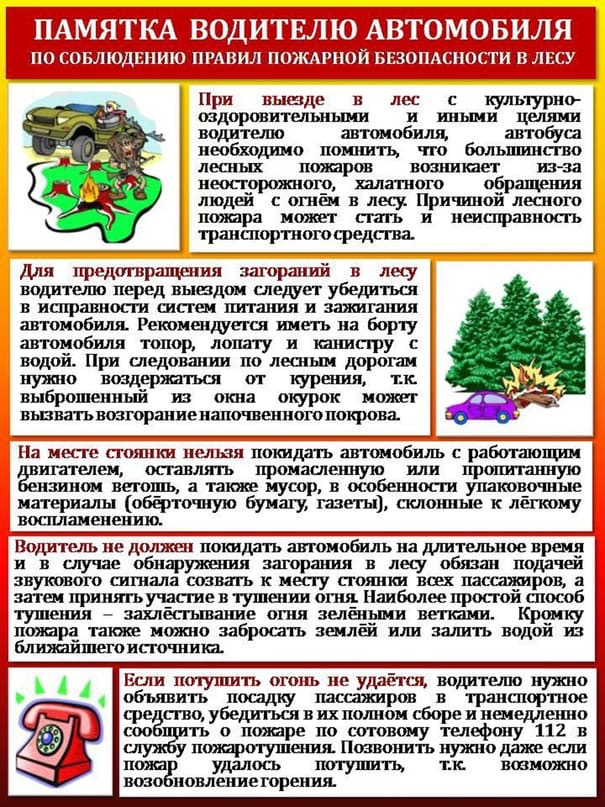 ПАМЯТКА ВОДИТЕЛЮ АВТОМОБИЛЯ
ПО СОБЛЮДЕНИЮ ПРАВИЛ ПОЖАРНОЙ БЕЗОПАСНОСТИ В ЛЕСУ
При выезде в лес с культурно-
оздоровительными и иными целями
водителю автомобиля, автобуса
необходимо помнить, что большинство
лесных пожаров возникает из-за
неосторожного, халатного обращения
людей с огнём в лесу. Причиной лесного
пожара может стать и неисправность
транспортного средства.
Для предотвращения загораний в лесу
водителю перед выездом следует убедиться
в исправности систем питания и зажигания
автомобиля. Рекомендуется иметь на борту
автомобиля топор, лопату и канистру с
водой. При следовании по лесным дорогам
нужно воздержаться от курения, т.к.
выброшенный из окна окурок может
вызвать возгорание напочвенного покрова.
На месте стоянки нельзя покидать автомобиль с работающим
двигателем, оставлять промасленную или пропитанную
бензином ветошь, а также мусор, в особенности упаковочные
материалы (обёрточную бумагу, газеты), склонные к лёгкому
воспламенению.
Водитель не должен покидать автомобиль на длительное время
и в случае обнаружения загорания в лесу обязан подачей
звукового сигнала созвать к месту стоянки всех пассажиров, а
затем принять участие в тушении огня. Наиболее простой способ
тушения – захлёстывание огня зелёными ветками. Кромку
пожара также можно забросать землёй или залить водой из
ближайшего источника.
Если потушить огонь не удаётся, водителю нужно
объявить посадку пассажиров в транспортное
средство, убедиться в их полном сборе и немедленно
сообщить о пожаре по сотовому телефону 112 в
службу пожаротушения. Позвонить нужно даже если
пожар удалось потушить, т.к. возможно
возобновление горения.